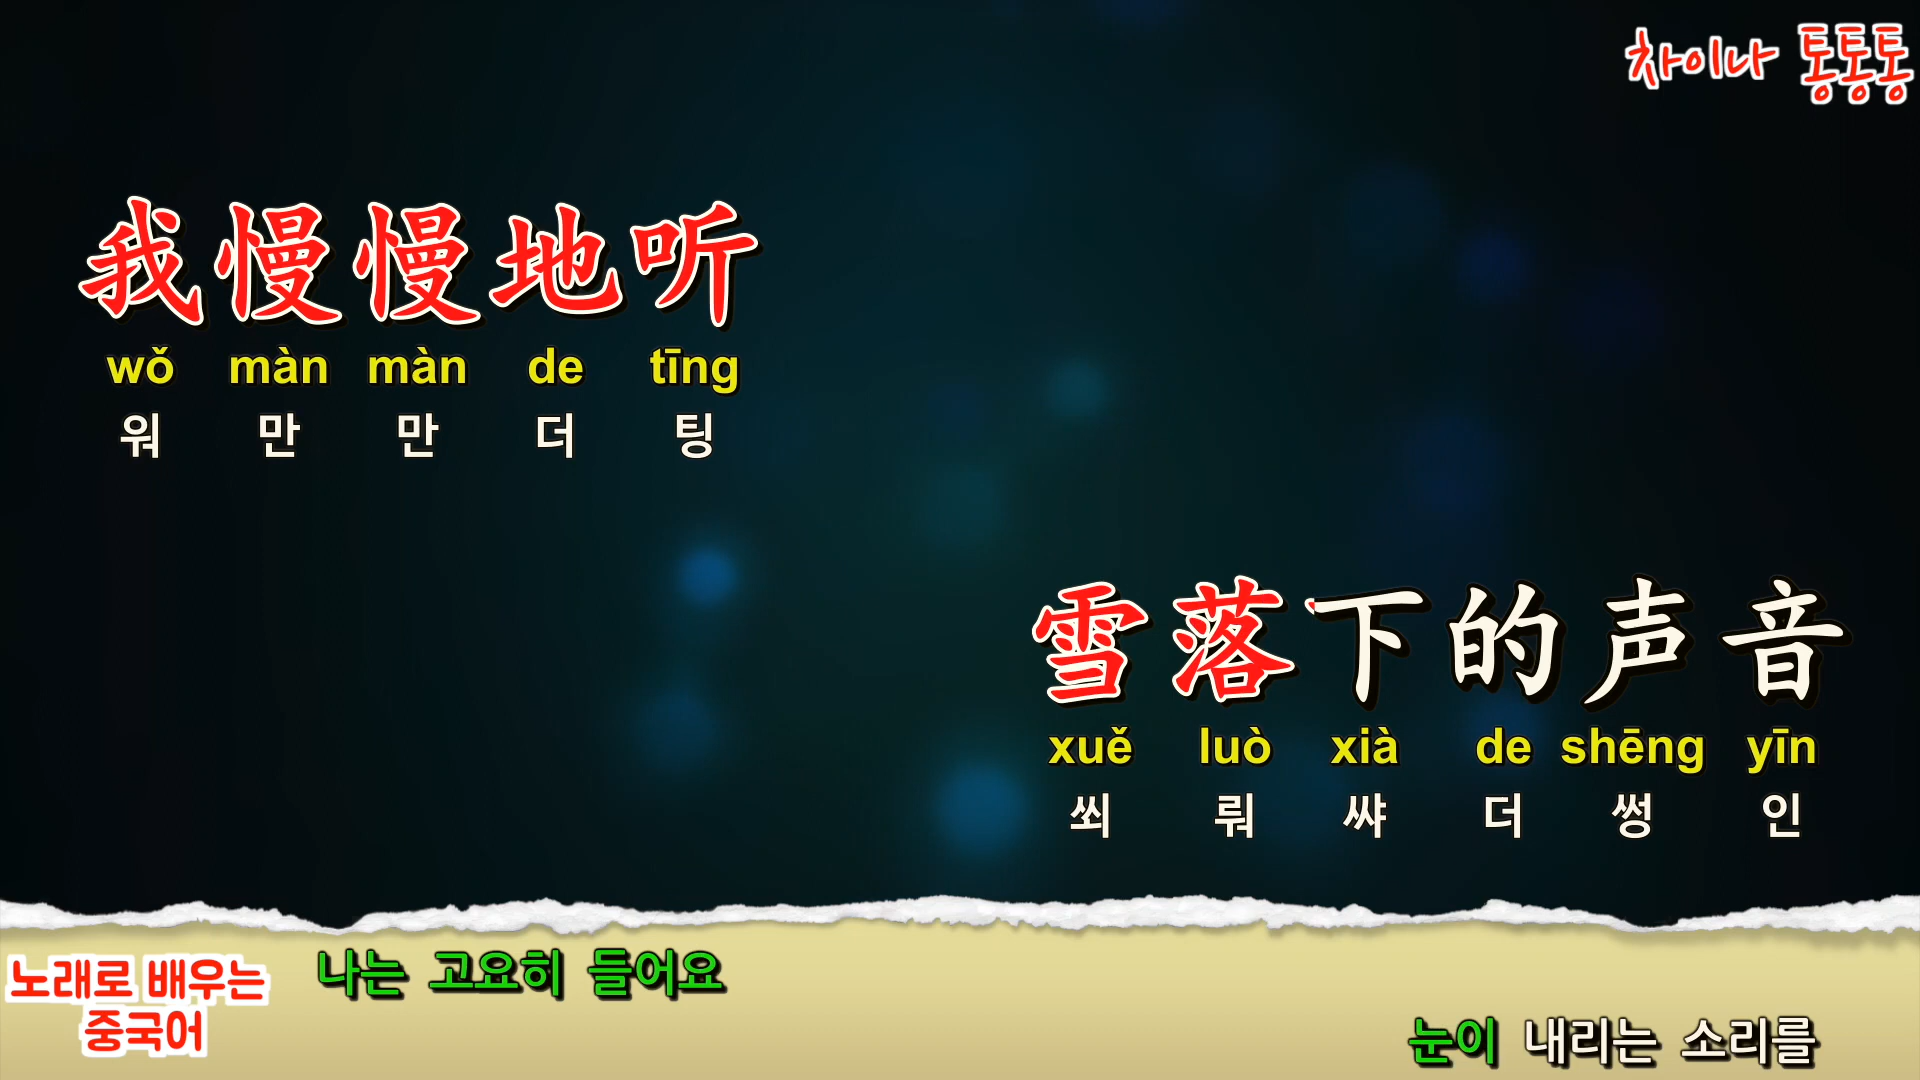 차이나 통통통
我慢慢地听
wǒ màn màn de tīng
워 만 만 더 팅
雪落下的声音
xuě luò xià de shēng yīn
쐬 뤄 쌰 더 썽 인
노래로 배우는
중국어
나는 고요히 들어요
눈이 내리는 소리를